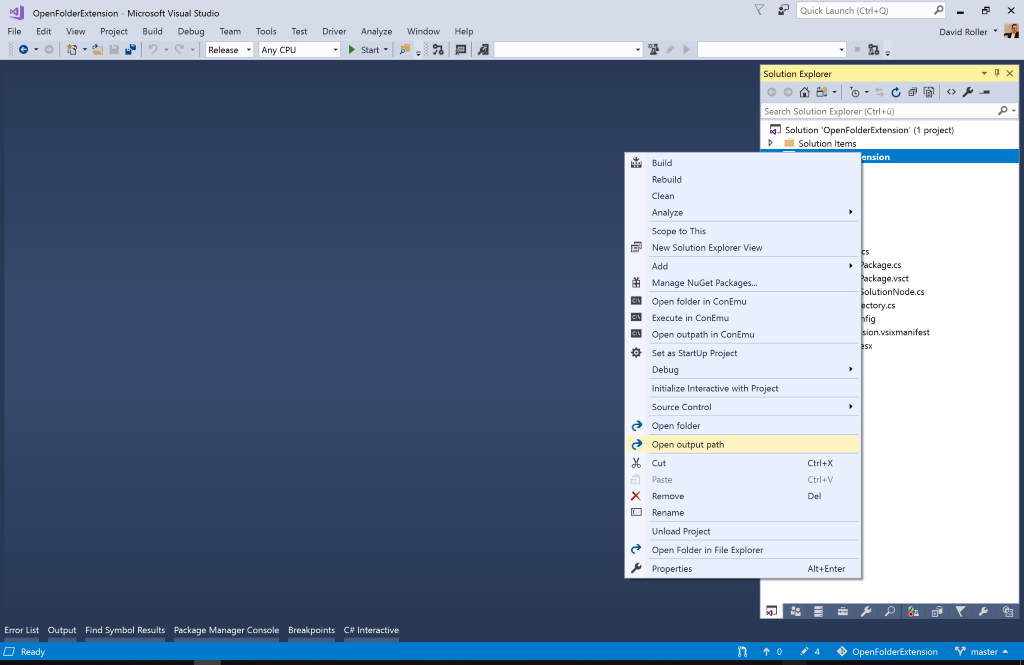 OpenFolderExtension - Microsoft Visual Studio
Quick Launch (Ctrl+Q)
File Edit View Project Build Debug Team Tools Test Driver Analyze Window Help
David Roller
Release Any CPU Start
Solution Explorer
Search Solution Explorer (Ctrl+ü)
Solution 'OpenFolderExtension' (1 project)
Solution Items
ension
Build
Rebuild
Clean
Analyze
Scope to This
New Solution Explorer View
cs
Add
Package.cs
Package.vsct
Manage NuGet Packages...
SolutionNode.cs
Open folder in ConEmu
ectory.cs
Execute in ConEmu
nfig
Open outpath in ConEmu
sion.vsixmanifest
esx
Set as StartUp Project
Debug
Initialize Interactive with Project
Source Control
Open folder
Open output path
Cut Ctrl+X
Paste Ctrl+V
Remove Del
Rename
Unload Project
Open Folder in File Explorer
Properties Alt+Enter
Error List Output Find Symbol Results Package Manager Console Breakpoints C# Interactive
Ready 0 4 OpenFolderExtension master